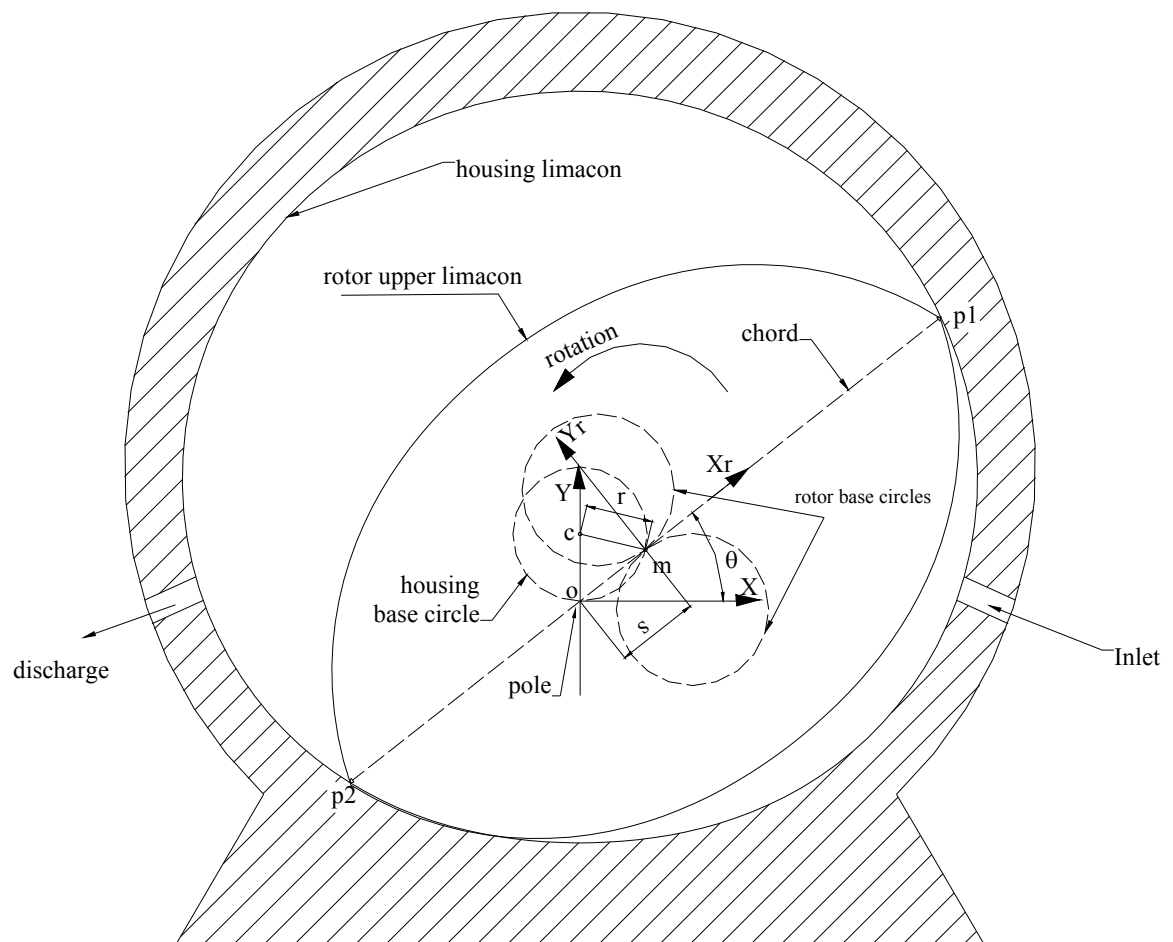 housing limacon
rotor upper limacon
p1
chord
rotation
Yr
Xr
Y
r
rotor base circles
c
m
θ
housing
base circle
o
X
s
discharge
pole
Inlet
p2